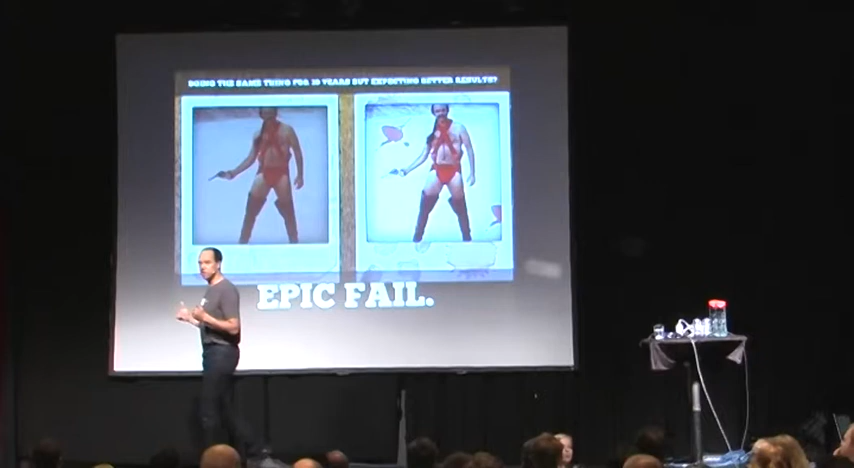 DOING THE SAME THING FOR 10 YEARS BUT EXPECTING BETTER RESULTS?
EPIC FAIL.